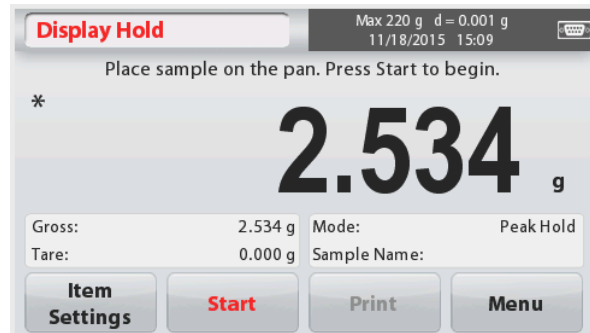 Display Hold
Max 220 g d = 0.001 g
11/18/2015 15:09
Place sample on the pan. Press Start to begin.
*
2.534 g
Gross: 2.534 g
Tare: 0.000 g
Mode: Peak Hold
Sample Name:
Item
Settings
Start
Print
Menu